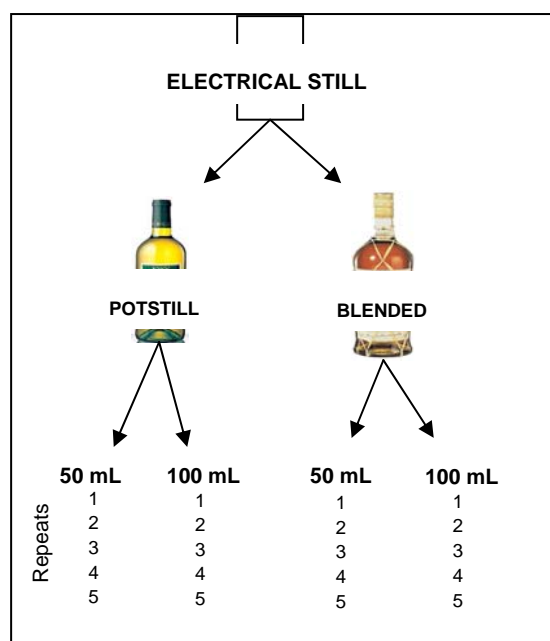 ELECTRICAL STILL
POTSTILL BLENDED
50 mL 100 mL 50 mL 100 mL
Repeats
1 1 1 1
2 2 2 2
3 3 3 3
4 4 4 4
5 5 5 5